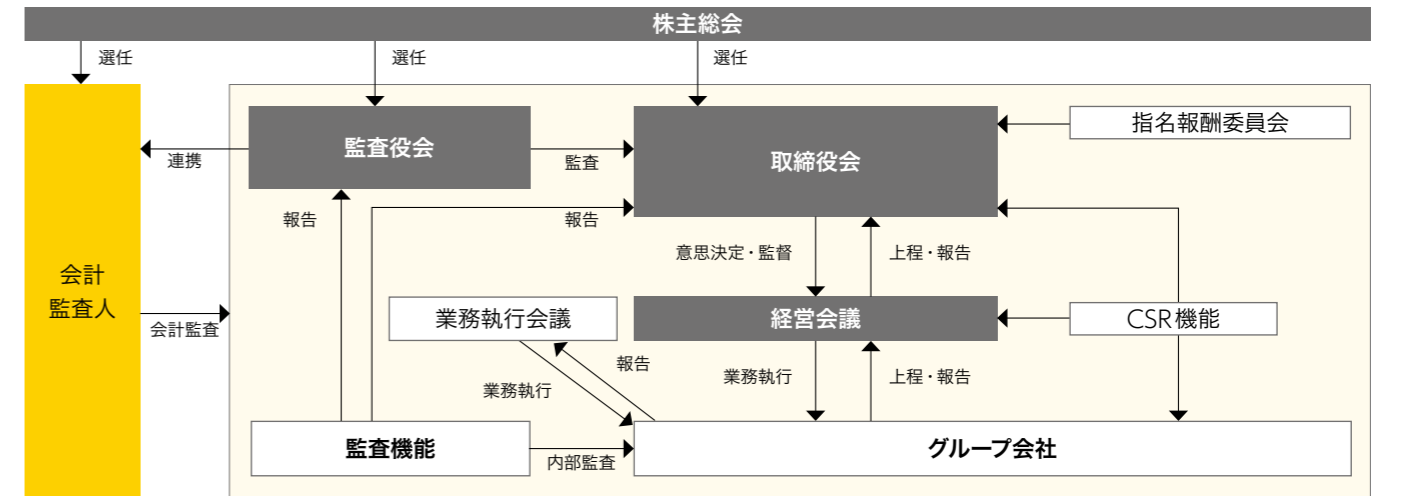 株主総会
選任
選任
選任
指名報酬委員会
監査役会
取締役会
連携
監査
報告
報告
意思決定・監督
上程・報告
会計
監査人
会計監査
業務執行会議
経営会議
CSR機能
報告
業務執行
業務執行
上程・報告
監査機能
内部監査
グループ会社